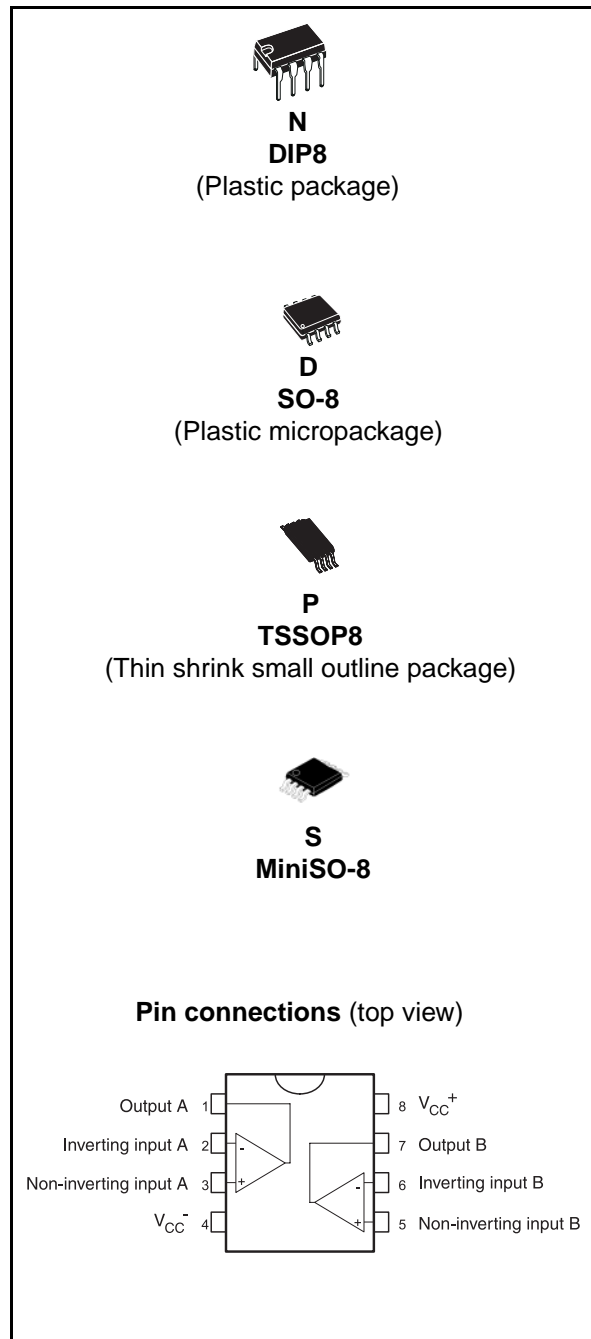 N
DIP8
(Plastic package)
D
SO-8
(Plastic micropackage)
P
TSSOP8
(Thin shrink small outline package)
S
MiniSO-8
Pin connections (top view)
Output A 1
8 VCC+
Inverting input A 2
-
7 Output B
Non-inverting input A 3
+
-
6 Inverting input B
VCC- 4
+
5 Non-inverting input B